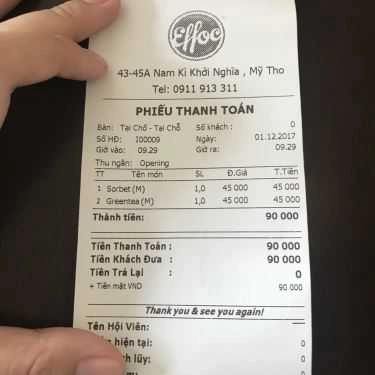 Effoc
43-45A Nam Kì Khởi Nghĩa , Mỹ Tho
Tel: 0911 913 311
PHIẾU THANH TOÁN
Bàn: Tại Chỗ - Tại Chỗ Số khách : 0
Số HĐ: I00009 Ngày: 01.12.2017
Giờ vào: 09.29 Giờ ra: 09.29
Thu ngân: Opening
TT Tên món SL Đ.Giá T.Tiền
1 Sorbet (M) 1,0 45 000 45 000
2 Greentea (M) 1,0 45 000 45 000
Thành tiền: 90 000
Tiền Thanh Toán : 90 000
Tiền Khách Đưa : 90 000
Tiền Trả Lại : 0
+ Tiền mặt VND 90 000
Thank you & see you again!
Tên Hội Viên:
hiện tại: 0
lũy: 0
0